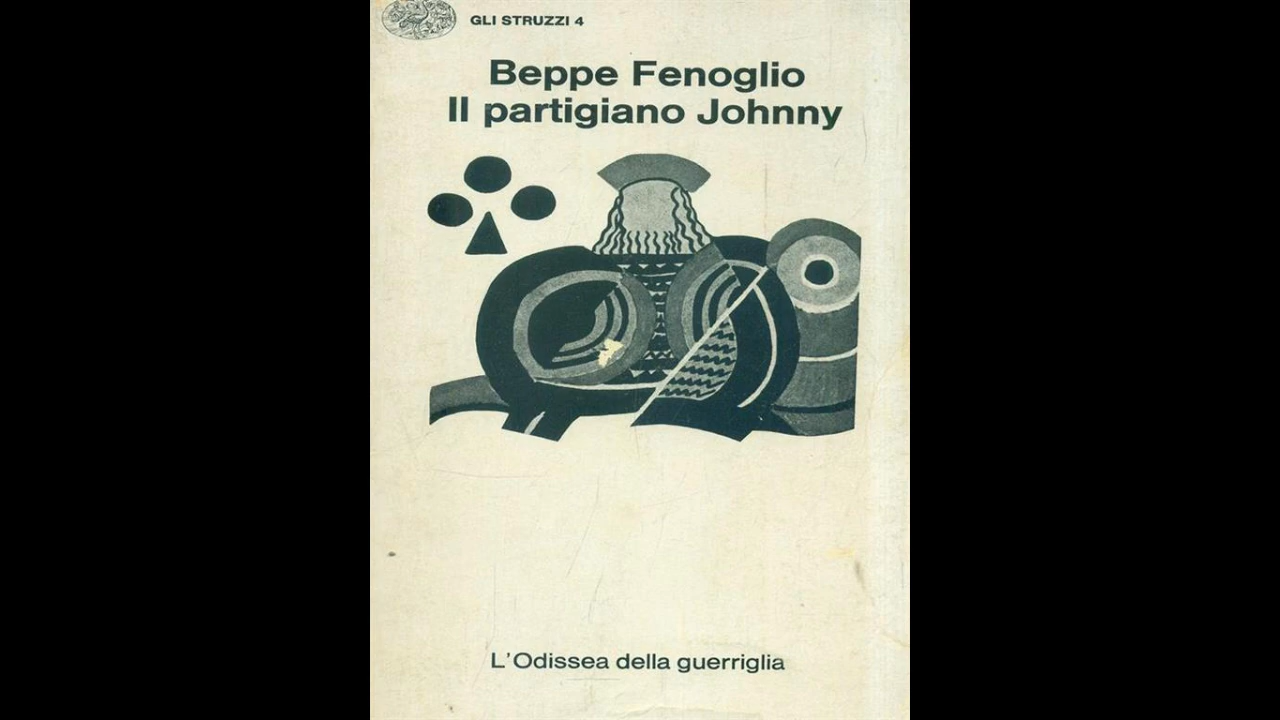 GLI STRUZZI 4
Beppe Fenoglio
Il partigiano Johnny
L'Odissea della guerriglia